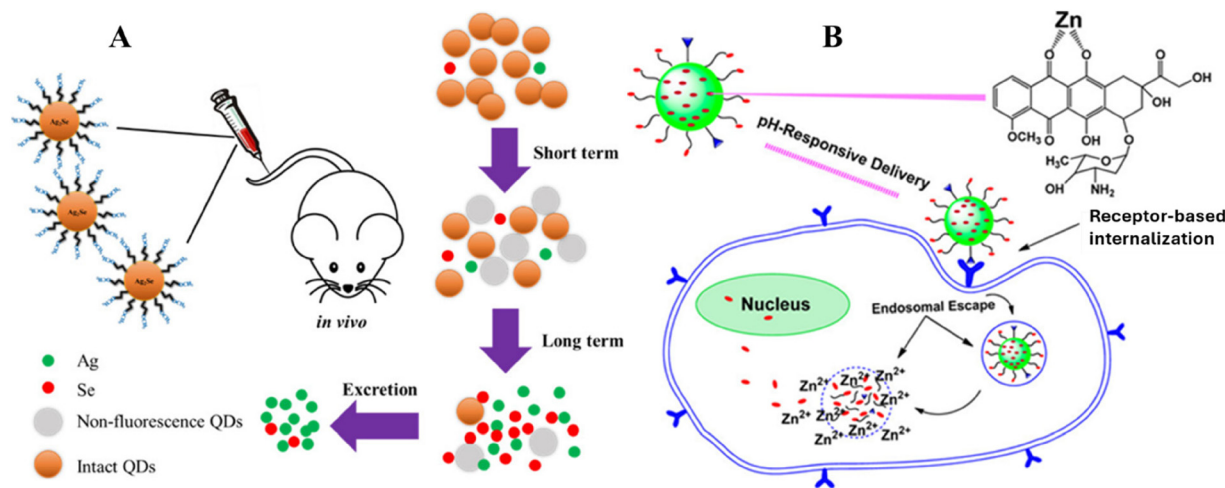 A
Ag₂Se
Ag₂Se
Ag₂Se
in vivo
Ag
Se
Non-fluorescence QDs
Intact QDs
Short term
Long term
Excretion
B
pH-Responsive Delivery
Zn
O
O
O
OH
OH
OCH₃
O
OH
O
H₃C
O
OH
NH₂
Receptor-based
internalization
Nucleus
Endosomal Escape
Zn²⁺
Zn²⁺
Zn²⁺
Zn²⁺
Zn²⁺
Zn²⁺
Zn²⁺
Zn²⁺
Zn²⁺